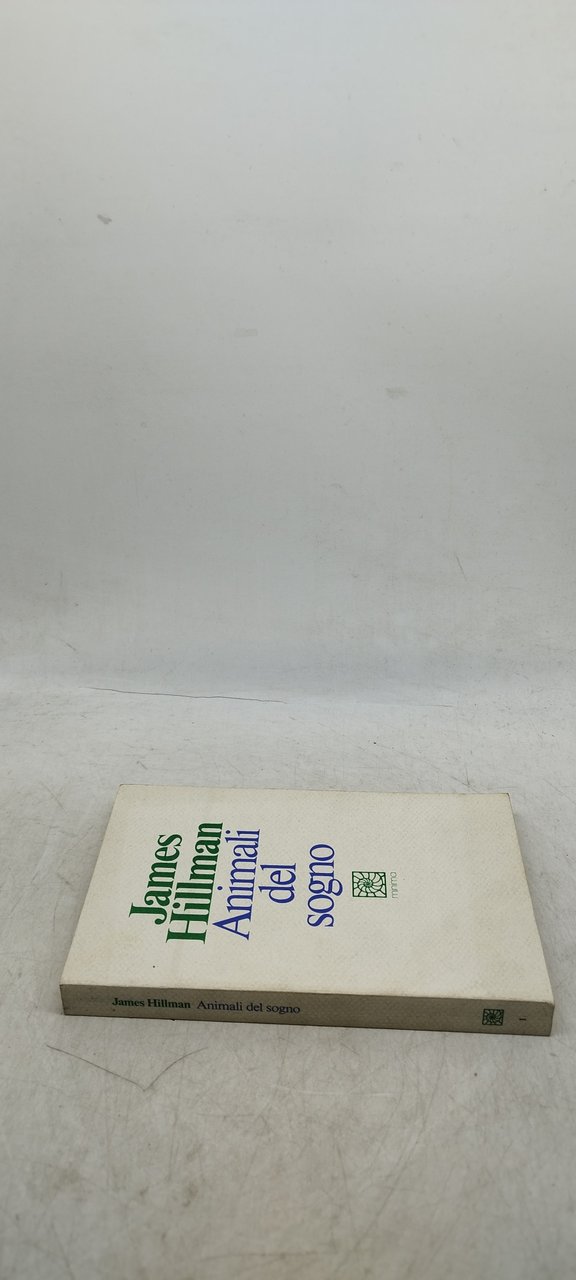 James
Hillman
Animali
del
sogno
minimo
James Hillman Animali del sogno
1